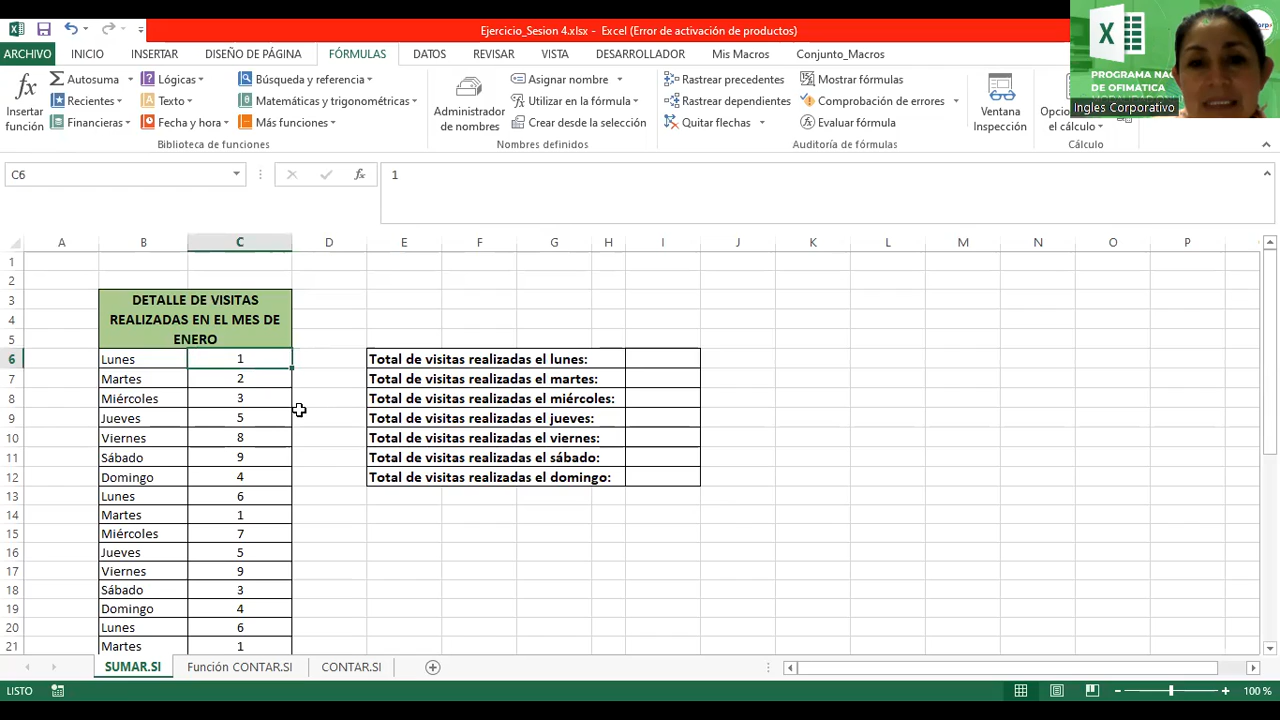 Ejercicio_Sesion 4.xlsx - Excel (Error de activación de productos)
ARCHIVO INICIO INSERTAR DISEÑO DE PÁGINA FÓRMULAS DATOS REVISAR VISTA DESARROLLADOR Mis Macros Conjunto_Macros
PROGRAMA NAC
DE OFIMATICA
Ingles Corporativo
fx Insertar función
Autosuma
Recientes
Financieras
Lógicas
Texto
Fecha y hora
Búsqueda y referencia
Matemáticas y trigonométricas
Más funciones
Biblioteca de funciones
Administrador de nombres
Asignar nombre
Utilizar en la fórmula
Crear desde la selección
Nombres definidos
Rastrear precedentes
Rastrear dependientes
Quitar flechas
Mostrar fórmulas
Comprobación de errores
Evaluar fórmula
Auditoría de fórmulas
Ventana Inspección
el cálculo
Cálculo
C6 fx 1
A B C D E F G H I J K L M N O P
1
2
3 DETALLE DE VISITAS
4 REALIZADAS EN EL MES DE
5 ENERO
6 Lunes 1 Total de visitas realizadas el lunes:
7 Martes 2 Total de visitas realizadas el martes:
8 Miércoles 3 Total de visitas realizadas el miércoles:
9 Jueves 5 Total de visitas realizadas el jueves:
10 Viernes 8 Total de visitas realizadas el viernes:
11 Sábado 9 Total de visitas realizadas el sábado:
12 Domingo 4 Total de visitas realizadas el domingo:
13 Lunes 6
14 Martes 1
15 Miércoles 7
16 Jueves 5
17 Viernes 9
18 Sábado 3
19 Domingo 4
20 Lunes 6
21 Martes 1
SUMAR.SI Función CONTAR.SI CONTAR.SI
LISTO 100 %